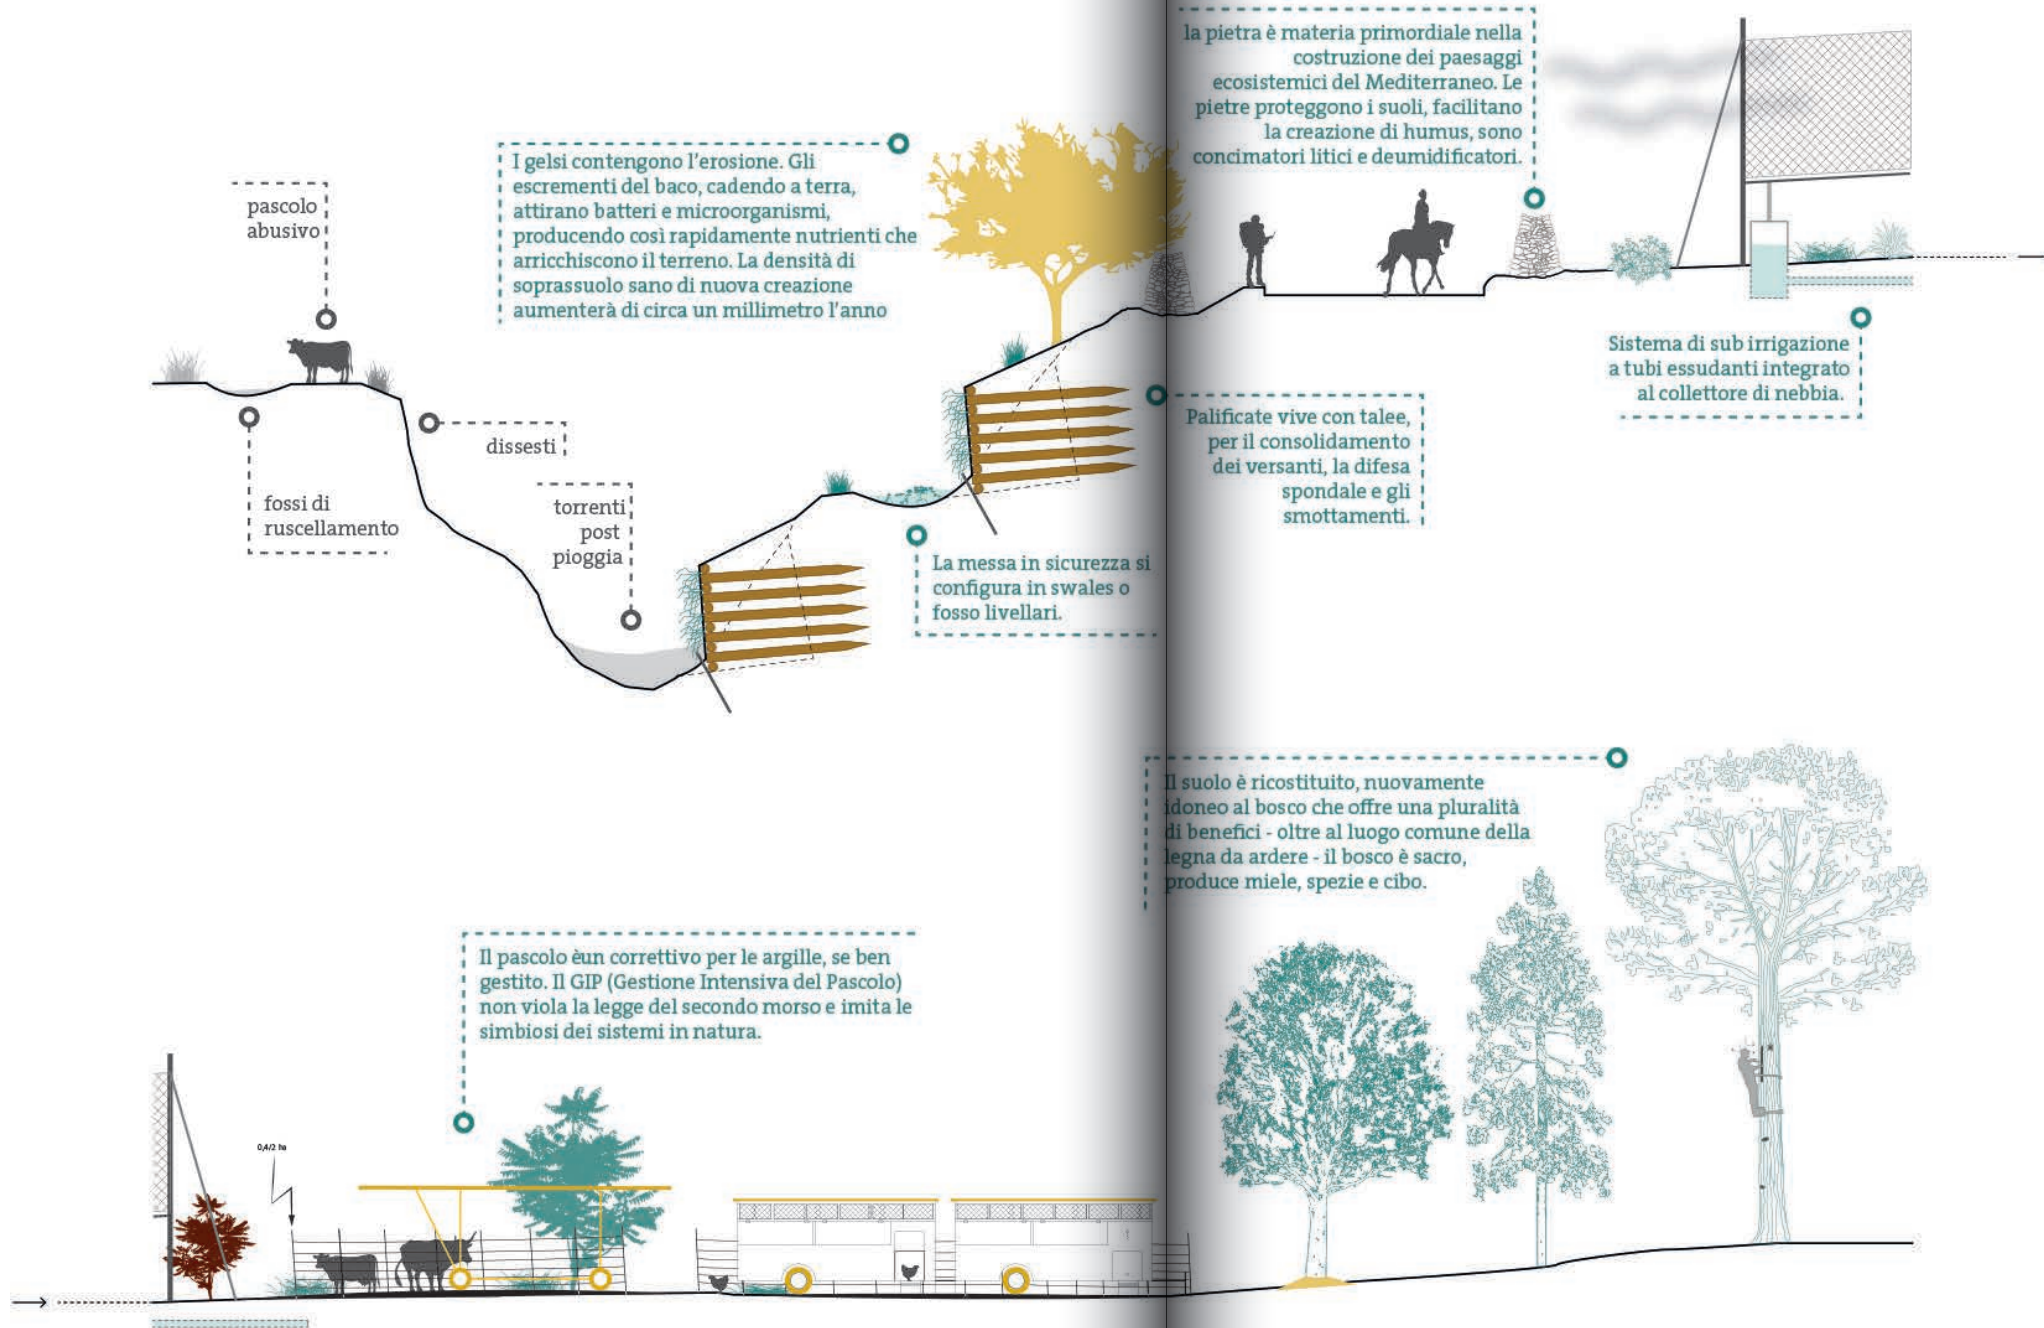 la pietra è materia primordiale nella
costruzione dei paesaggi
ecosistemici del Mediterraneo. Le
pietre proteggono i suoli, facilitano
la creazione di humus, sono
concimatori litici e deumidificatori.
I gelsi contengono l'erosione. Gli
escrementi del baco, cadendo a terra,
attirano batteri e microorganismi,
producendo così rapidamente nutrienti che
arricchiscono il terreno. La densità di
soprassuolo sano di nuova creazione
aumenterà di circa un millimetro l'anno
pascolo
abusivo
Sistema di sub irrigazione
a tubi essudanti integrato
al collettore di nebbia.
dissesti
Palificate vive con talee,
per il consolidamento
dei versanti, la difesa
spondale e gli
smottamenti.
fossi di
ruscellamento
torrenti
post
pioggia
La messa in sicurezza si
configura in swales o
fosso livellari.
Il suolo è ricostituito, nuovamente
idoneo al bosco che offre una pluralità
di benefici - oltre al luogo comune della
legna da ardere - il bosco è sacro,
produce miele, spezie e cibo.
Il pascolo èun correttivo per le argille, se ben
gestito. Il GIP (Gestione Intensiva del Pascolo)
non viola la legge del secondo morso e imita le
simbiosi dei sistemi in natura.
0,4/2 ha